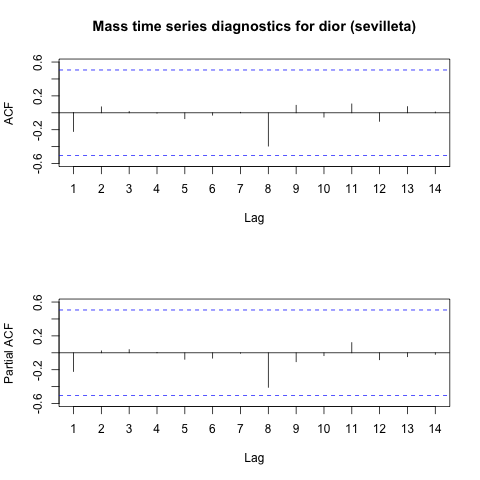 Mass time series diagnostics for dior (sevilleta)
ACF
0.6
0.2
-0.2
-0.6
1 2 3 4 5 6 7 8 9 10 11 12 13 14
Lag
Partial ACF
0.6
0.2
-0.2
-0.6
1 2 3 4 5 6 7 8 9 10 11 12 13 14
Lag